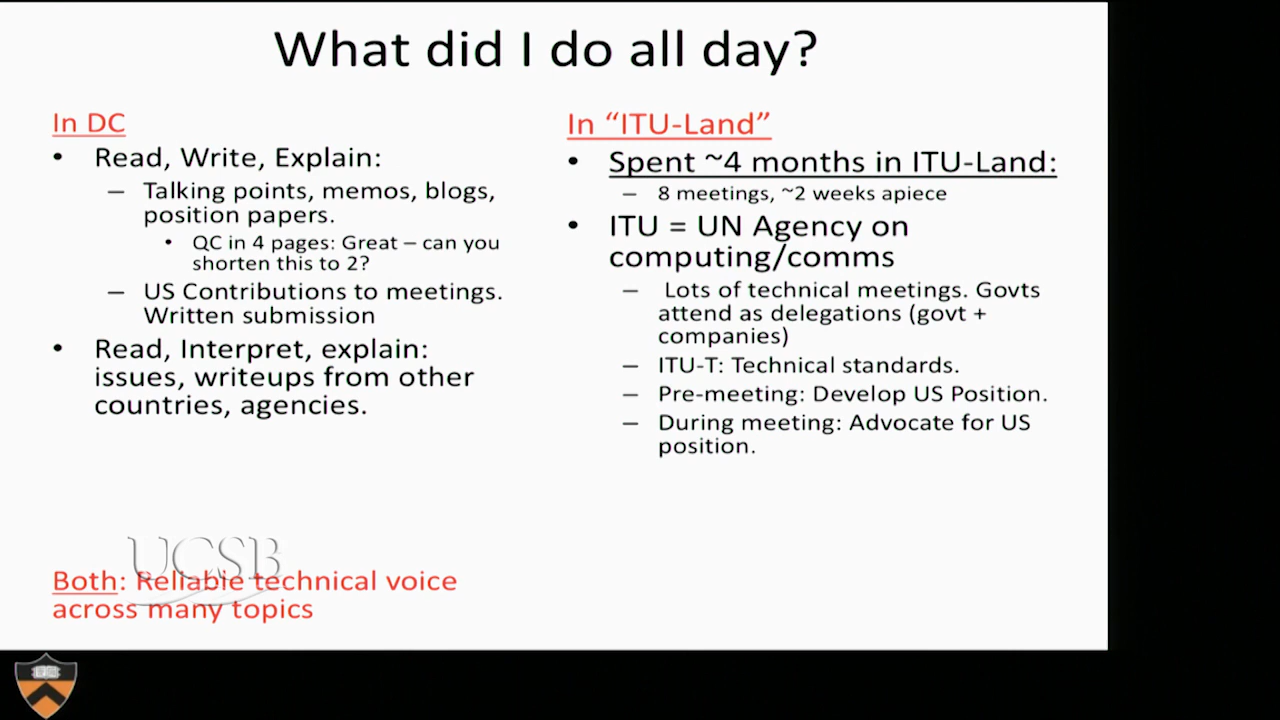 What did I do all day?
In DC
• Read, Write, Explain:
– Talking points, memos, blogs,
position papers.
• QC in 4 pages: Great – can you
shorten this to 2?
– US Contributions to meetings.
Written submission
• Read, Interpret, explain:
issues, writeups from other
countries, agencies.
In “ITU-Land”
• Spent ~4 months in ITU-Land:
– 8 meetings, ~2 weeks apiece
• ITU = UN Agency on
computing/comms
– Lots of technical meetings. Govts
attend as delegations (govt +
companies)
– ITU-T: Technical standards.
– Pre-meeting: Develop US Position.
– During meeting: Advocate for US
position.
UCSB
Both: Reliable technical voice
across many topics